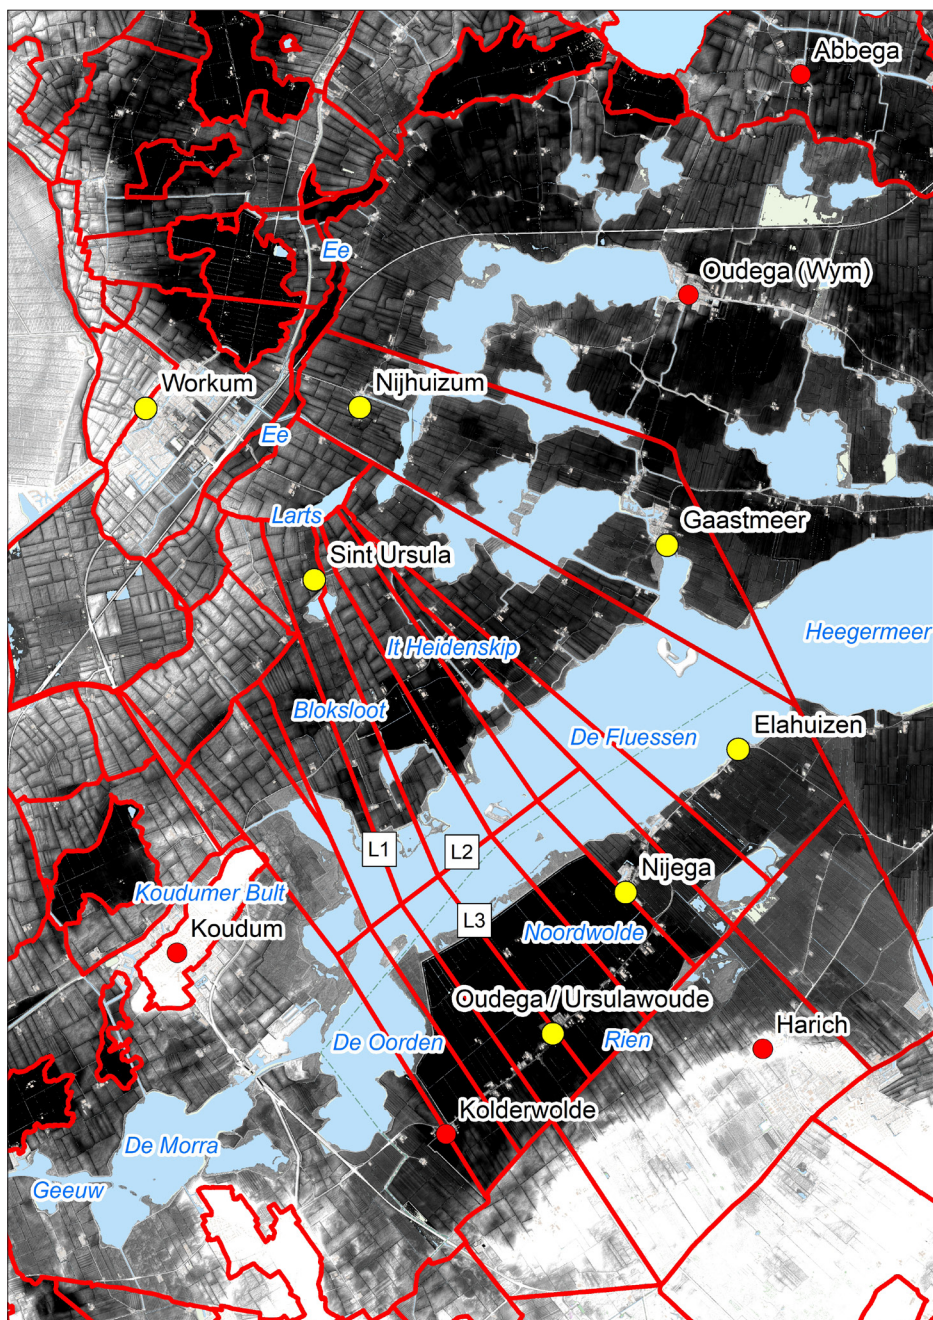 Abbega
Ee
Oudega (Wym)
Workum
Nijhuizum
Ee
Larts
Gaastmeer
Sint Ursula
It Heidenskip
Heegermeer
Bloksloot
Elahuizen
De Fluessen
L1
L2
Koudumer Bult
Nijega
L3
Koudum
Noordwolde
Oudega / Ursulawoude
De Oorden
Rien
Harich
Kolderwolde
De Morra
Geeuw